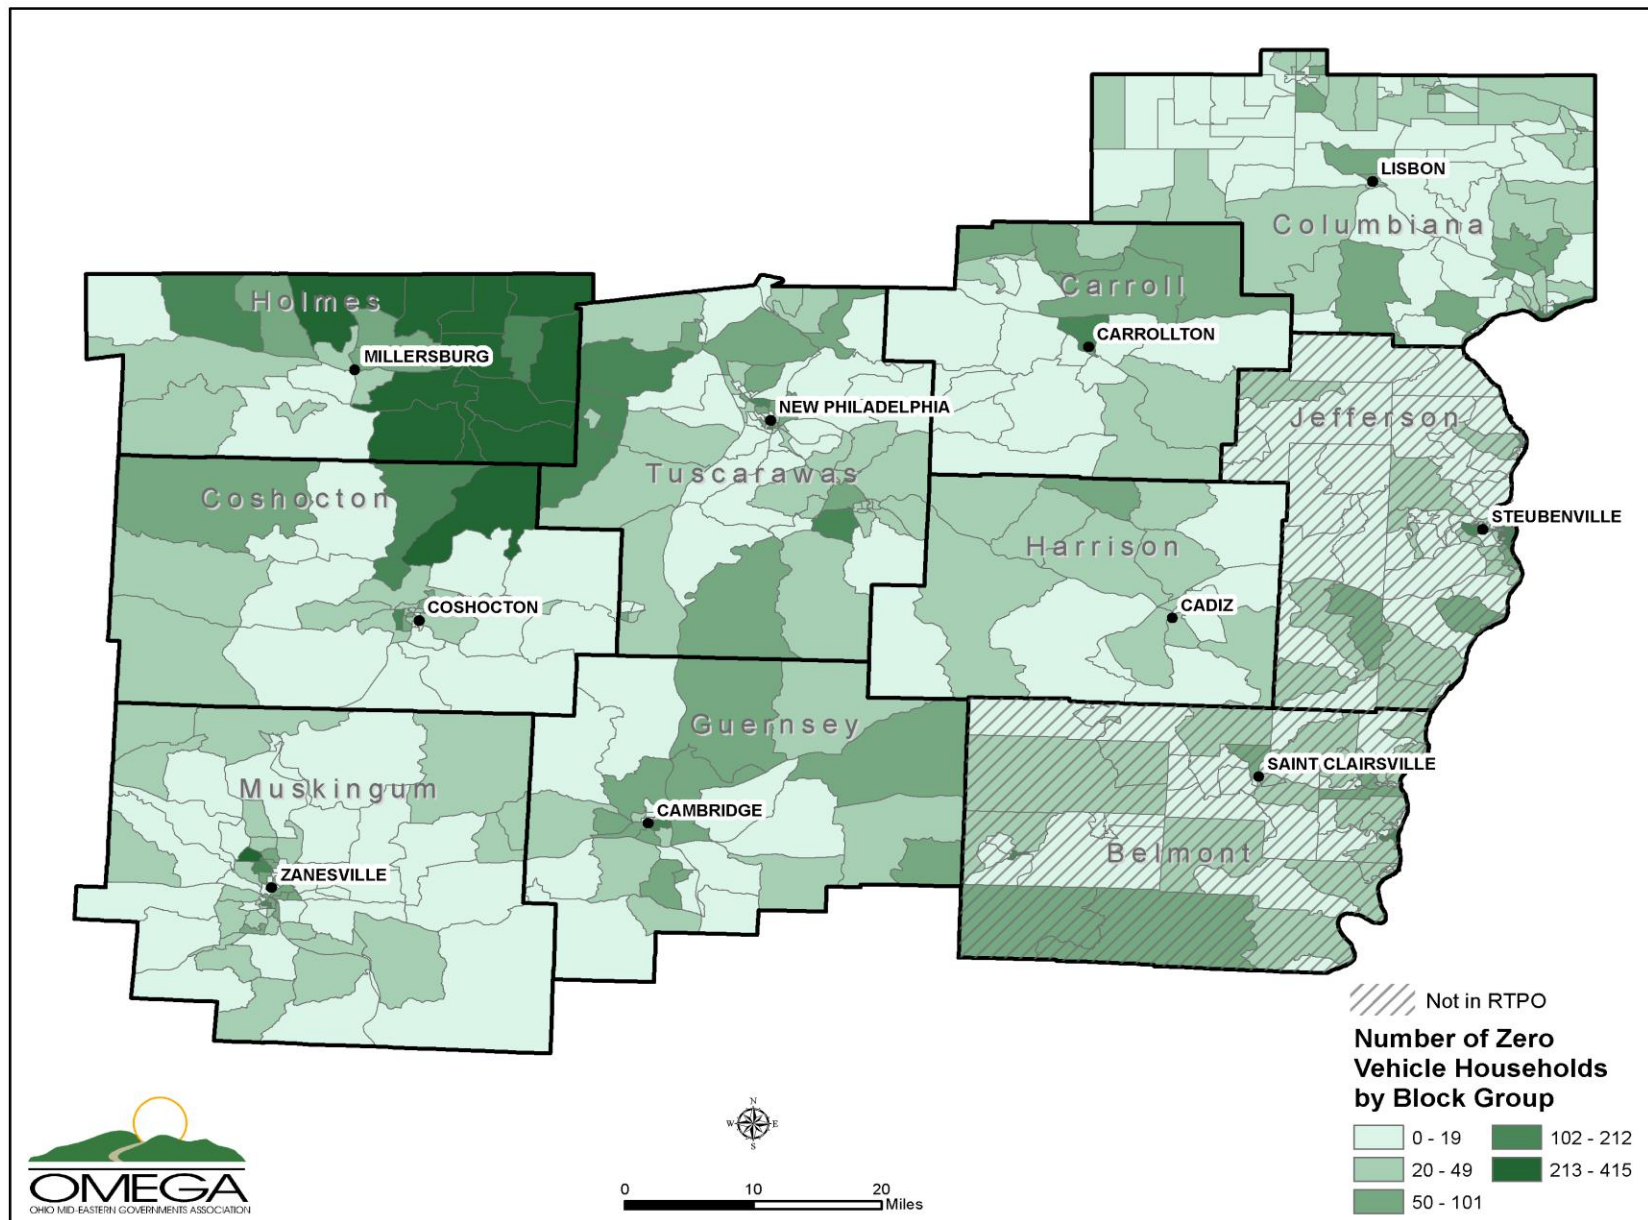 LISBON
Columbiana
Holmes
Carroll
MILLERSBURG
CARROLLTON
NEW PHILADELPHIA
Jefferson
Tuscarawas
Coshocton
STEUBENVILLE
Harrison
COSHOCTON
CADIZ
Guernsey
SAINT CLAIRSVILLE
Muskingum
CAMBRIDGE
Belmont
ZANESVILLE
Not in RTPO
Number of Zero
Vehicle Households
by Block Group
0 - 19
102 - 212
20 - 49
213 - 415
50 - 101
N
W
E
S
0
10
20
Miles
OMEGA
OHIO MID-EASTERN GOVERNMENTS ASSOCIATION